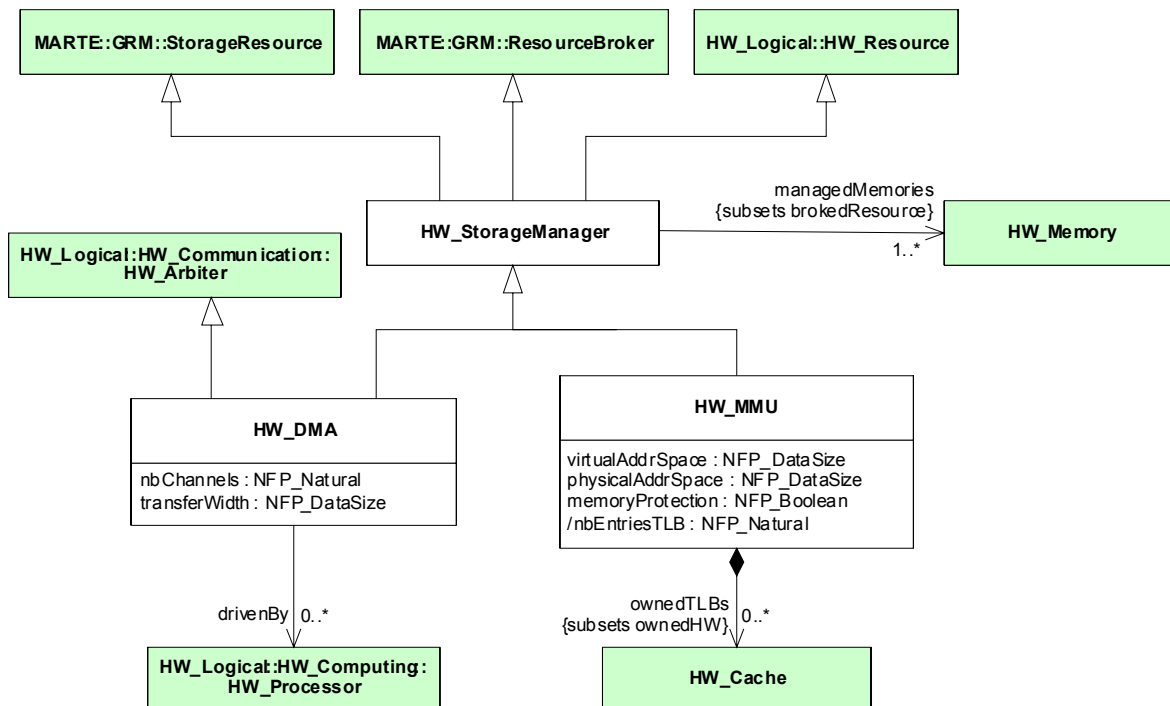 MARTE::GRM::StorageResource
MARTE::GRM::ResourceBroker
HW_Logical::HW_Resource
managedMemories
{subsets brokedResource}
HW_StorageManager
1..*
HW_Memory
HW_Logical::HW_Communication::
HW_Arbiter
HW_DMA
nbChannels : NFP_Natural
transferWidth : NFP_DataSize
HW_MMU
virtualAddrSpace : NFP_DataSize
physicalAddrSpace : NFP_DataSize
memoryProtection : NFP_Boolean
/nbEntriesTLB : NFP_Natural
drivenBy
0..*
ownedTLBs
{subsets ownedHW}
0..*
HW_Logical::HW_Computing::
HW_Processor
HW_Cache